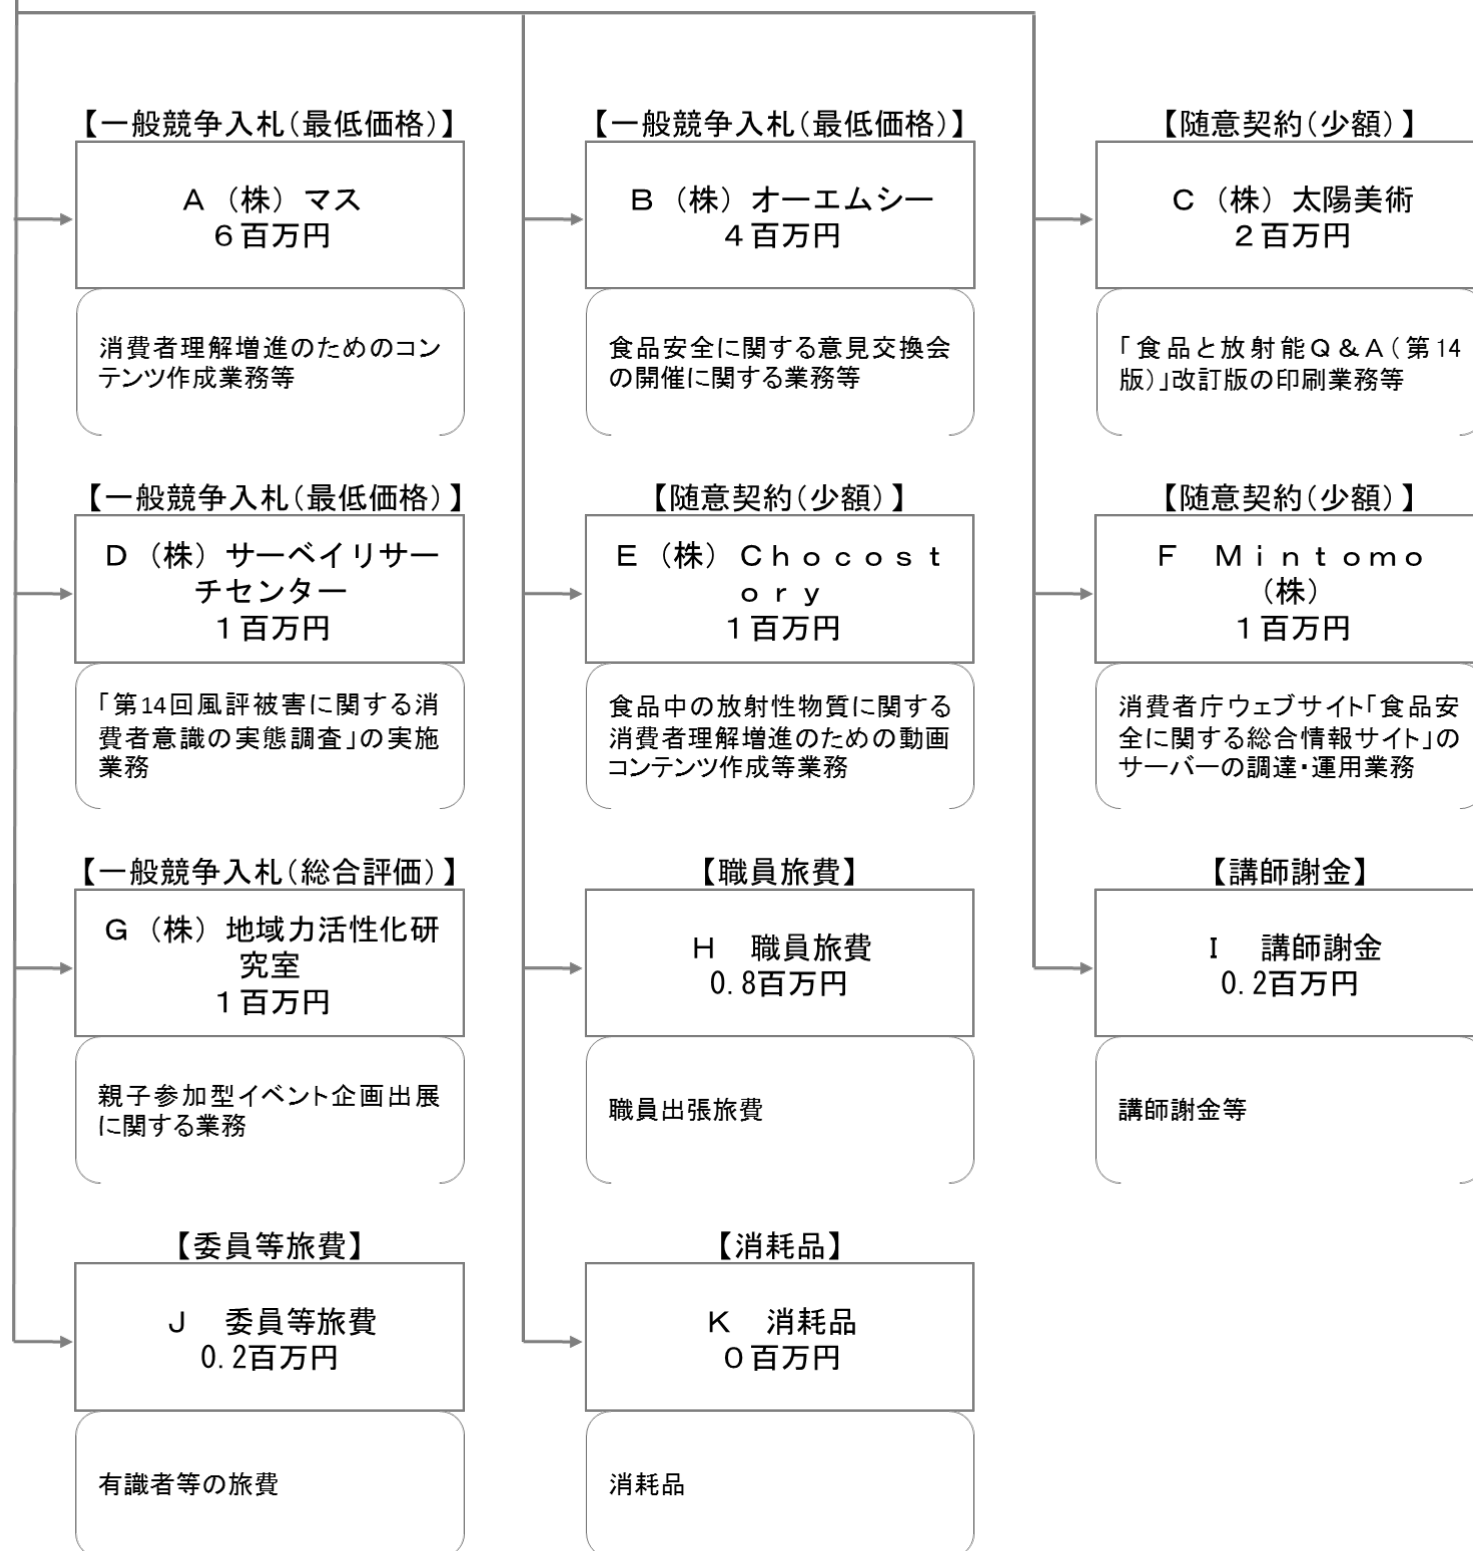 【一般競争入札（最低価格）】
A （株）マス
６百万円
消費者理解増進のためのコン
テンツ作成業務等
【一般競争入札（最低価格）】
B （株）オーエムシー
４百万円
食品安全に関する意見交換会
の開催に関する業務等
【随意契約（少額）】
C （株）太陽美術
２百万円
「食品と放射能Q＆A（第14
版）」改訂版の印刷業務等
【一般競争入札（最低価格）】
D （株）サーベイリサー
チセンター
１百万円
「第14回風評被害に関する消
費者意識の実態調査」の実施
業務
【随意契約（少額）】
E （株）Ｃｈｏｃｏｓｔ
ｏｒｙ
１百万円
食品中の放射性物質に関する
消費者理解増進のための動画
コンテンツ作成等業務
【随意契約（少額）】
F　Ｍｉｎｔｏｍｏ
（株）
１百万円
消費者庁ウェブサイト「食品安
全に関する総合情報サイト」の
サーバーの調達・運用業務
【一般競争入札（総合評価）】
G （株）地域力活性化研
究室
１百万円
親子参加型イベント企画出展
に関する業務
【職員旅費】
H　職員旅費
0.8百万円
職員出張旅費
【講師謝金】
I　講師謝金
0.2百万円
講師謝金等
【委員等旅費】
J　委員等旅費
0.2百万円
有識者等の旅費
【消耗品】
K　消耗品
０百万円
消耗品